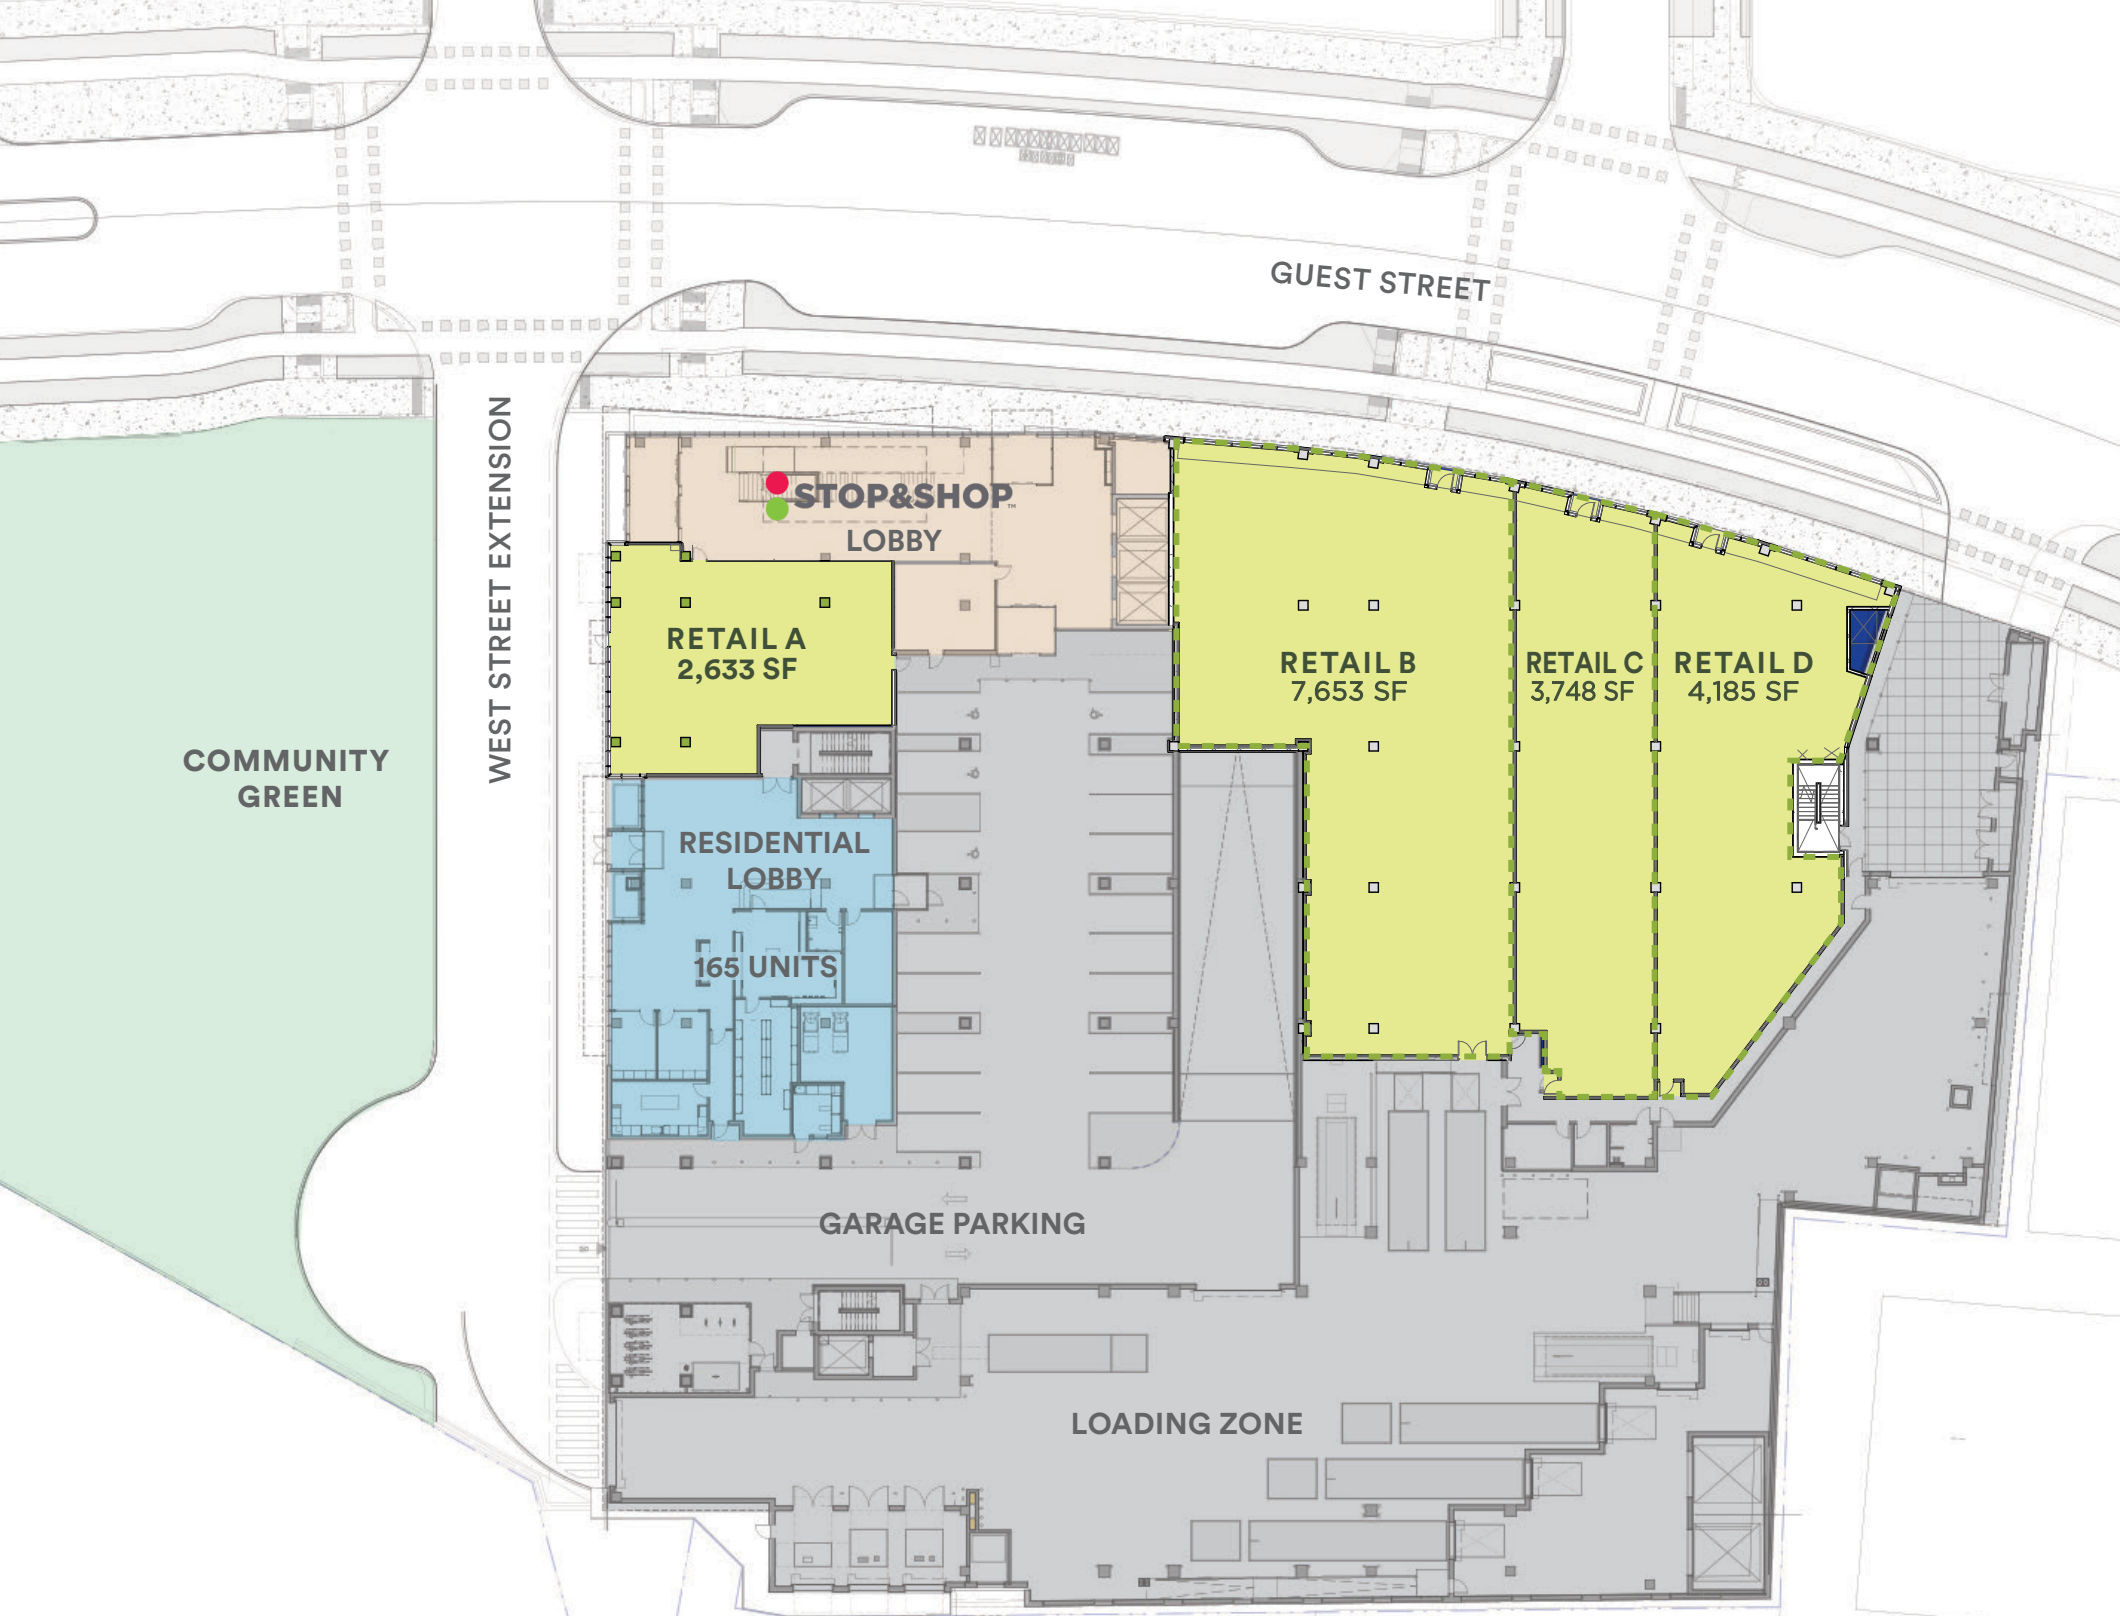 GUEST STREET
WEST STREET EXTENSION
STOP&SHOP™
LOBBY
RETAIL A
2,633 SF
RETAIL B
7,653 SF
RETAIL C
3,748 SF
RETAIL D
4,185 SF
COMMUNITY
GREEN
RESIDENTIAL
LOBBY
165 UNITS
GARAGE PARKING
LOADING ZONE